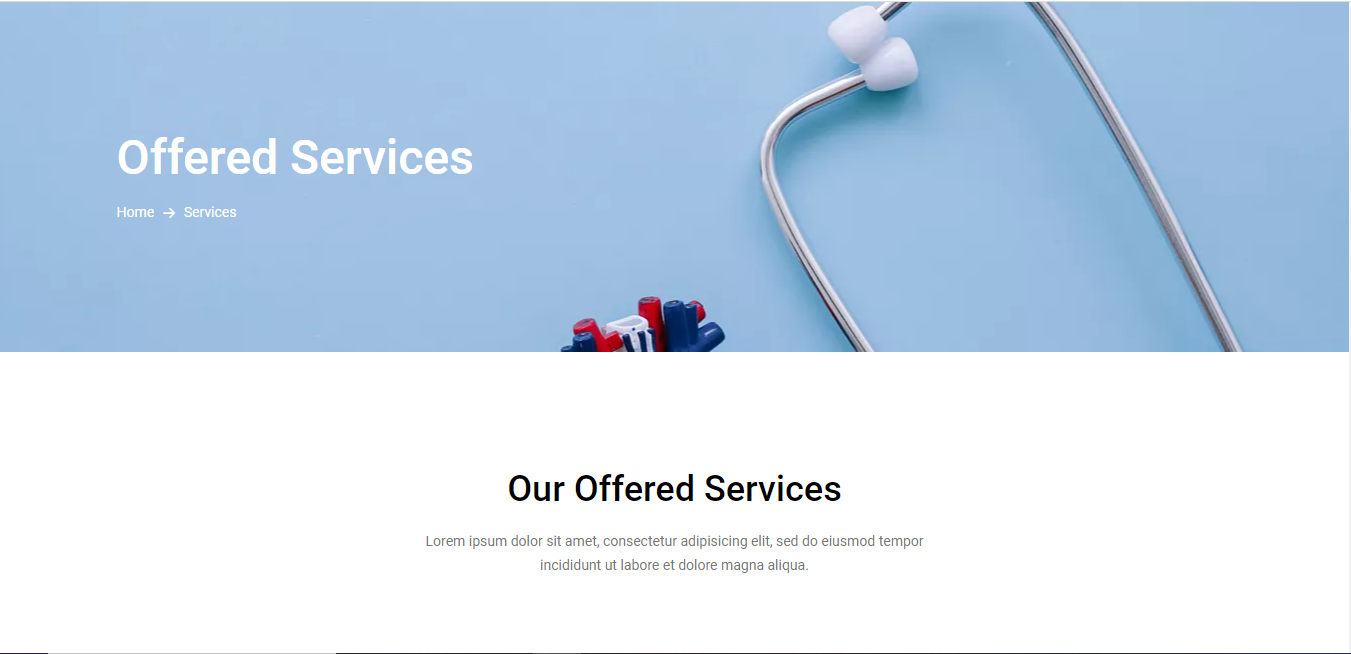 Offered Services
Home → Services
Our Offered Services
Lorem ipsum dolor sit amet, consectetur adipisicing elit, sed do eiusmod tempor
incididunt ut labore et dolore magna aliqua.